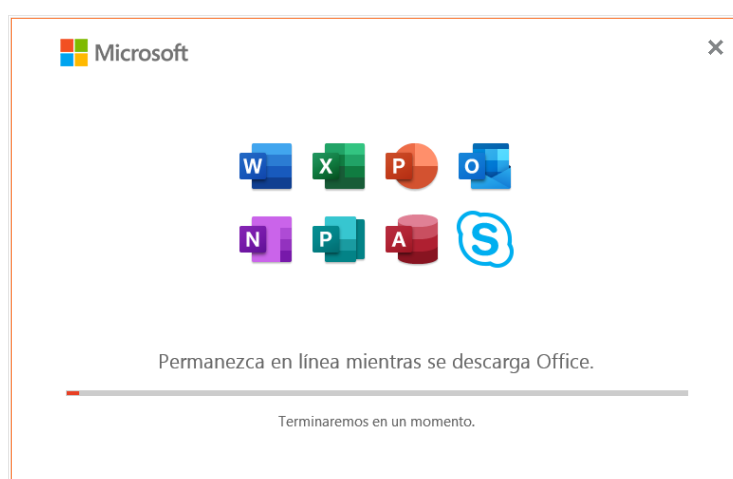 Microsoft
W X P O
N P A S
Permanezca en línea mientras se descarga Office.
Terminaremos en un momento.